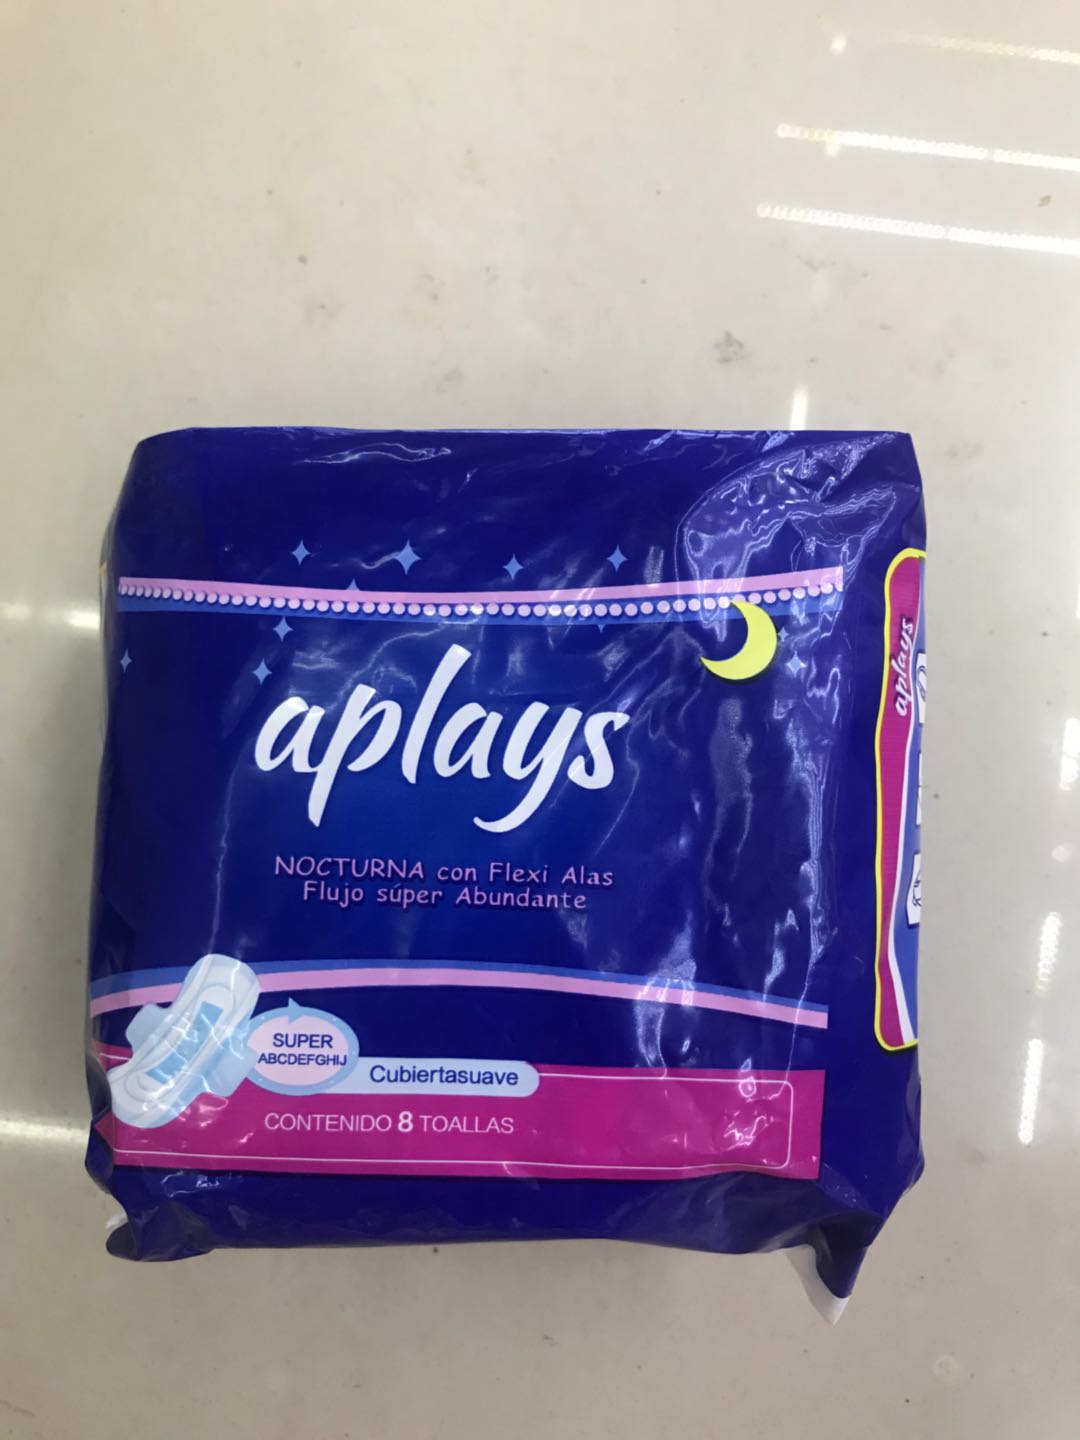 aplays
NOCTURNA con Flexi Alas
Flujo súper Abundante
SUPER
ABCDEFGHIJ
Cubiertasuave
CONTENIDO 8 TOALLAS
aplays